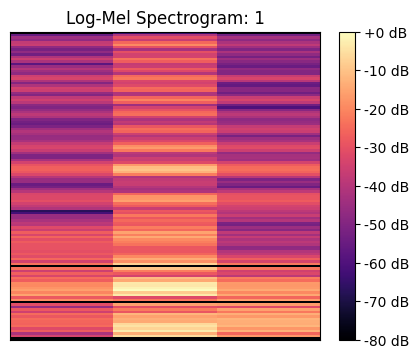 Log-Mel Spectrogram: 1
+0 dB
-10 dB
-20 dB
-30 dB
-40 dB
-50 dB
-60 dB
-70 dB
-80 dB